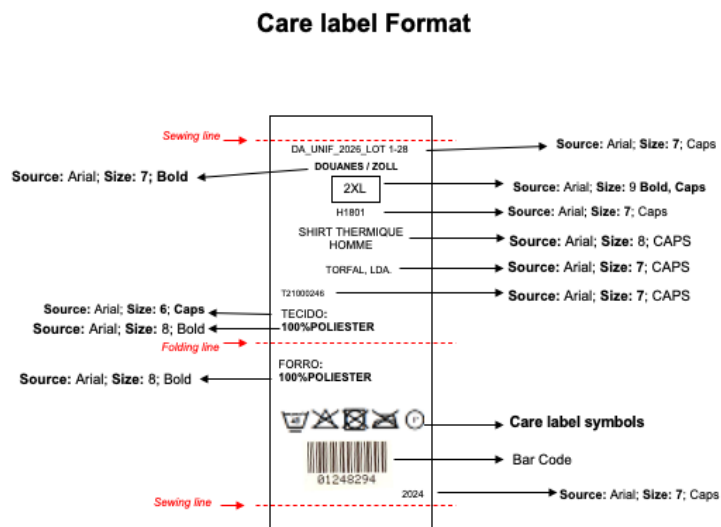 Care label Format
Sewing line
DA_UNIF_2026_LOT 1-28
Source: Arial; Size: 7; Caps
DOUANES / ZOLL
Source: Arial; Size: 7; Bold
2XL
Source: Arial; Size: 9 Bold, Caps
H1801
Source: Arial; Size: 7; Caps
SHIRT THERMIQUE
HOMME
Source: Arial; Size: 8; CAPS
TORFAL, LDA.
Source: Arial; Size: 7; CAPS
T21000246
Source: Arial; Size: 7; CAPS
Source: Arial; Size: 6; Caps
TECIDO:
Source: Arial; Size: 8; Bold
100%POLIESTER
Folding line
FORRO:
100%POLIESTER
Source: Arial; Size: 8; Bold
Care label symbols
Bar Code
01248294
2024
Source: Arial; Size: 7; Caps
Sewing line